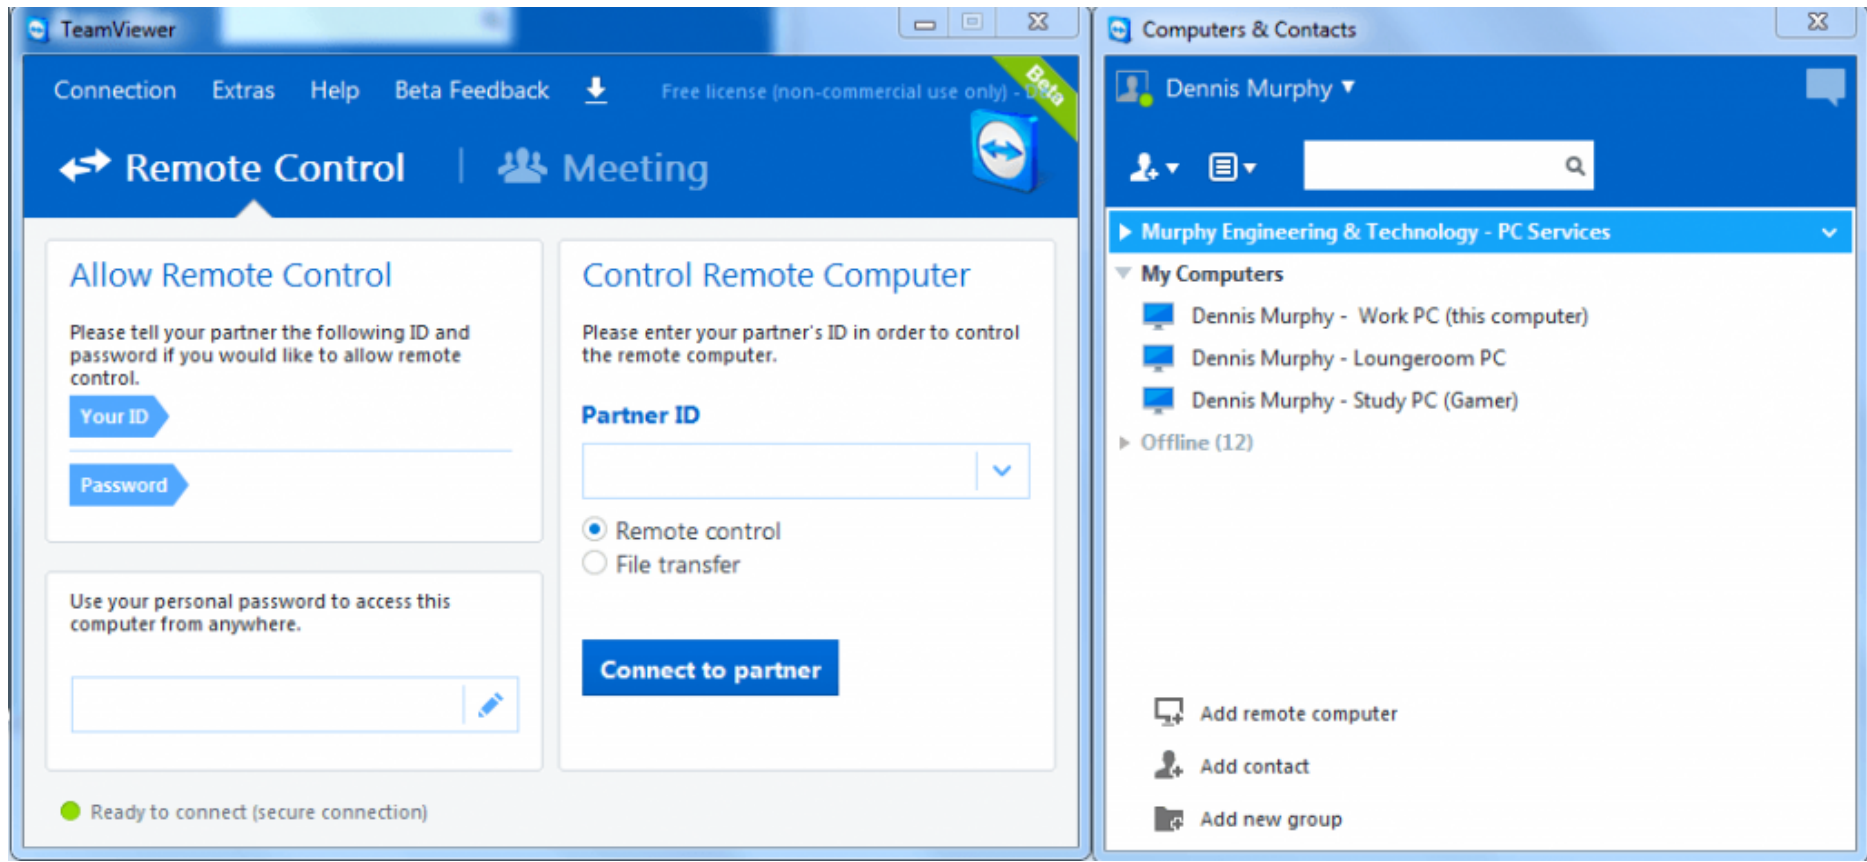 TeamViewer
Connection Extras Help Beta Feedback Free license (non-commercial use only) -
Beta
Remote Control Meeting
Allow Remote Control
Please tell your partner the following ID and
password if you would like to allow remote
control.
Your ID
Password
Use your personal password to access this
computer from anywhere.
Control Remote Computer
Please enter your partner's ID in order to control
the remote computer.
Partner ID
Remote control
File transfer
Connect to partner
Ready to connect (secure connection)
Computers & Contacts
Dennis Murphy
Murphy Engineering & Technology - PC Services
My Computers
Dennis Murphy - Work PC (this computer)
Dennis Murphy - Loungeroom PC
Dennis Murphy - Study PC (Gamer)
Offline (12)
Add remote computer
Add contact
Add new group